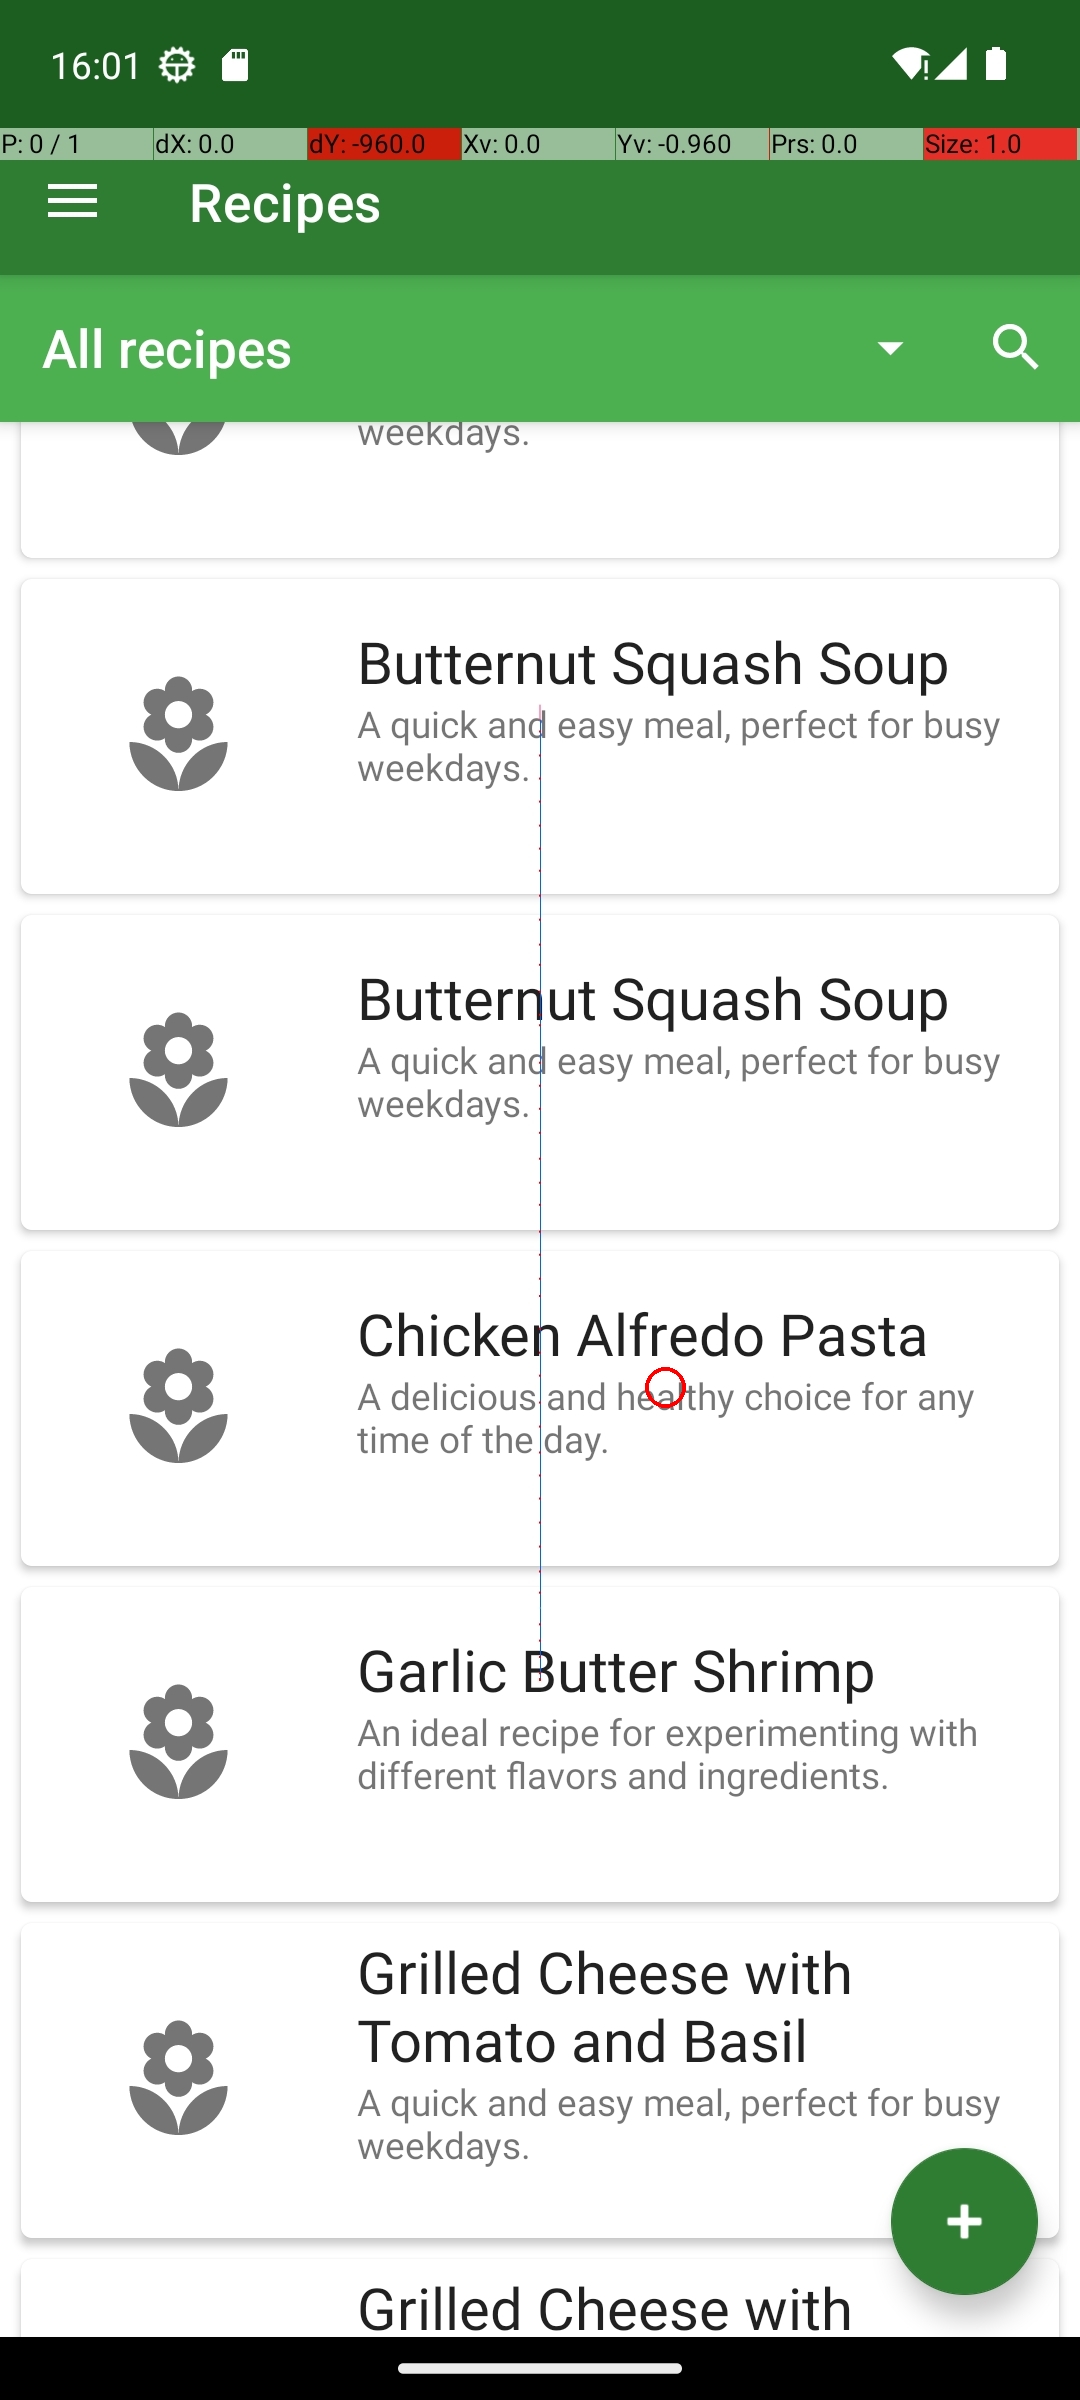 16:01
P: 0 / 1
dX: 0.0
dY: -960.0
Xv: 0.0
Yv: -0.960
Prs: 0.0
Size: 1.0
Recipes
All recipes
weekdays.
Butternut Squash Soup
A quick and easy meal, perfect for busy
weekdays.
Butternut Squash Soup
A quick and easy meal, perfect for busy
weekdays.
Chicken Alfredo Pasta
A delicious and healthy choice for any
time of the day.
Garlic Butter Shrimp
An ideal recipe for experimenting with
different flavors and ingredients.
Grilled Cheese with
Tomato and Basil
A quick and easy meal, perfect for busy
weekdays.
Grilled Cheese with